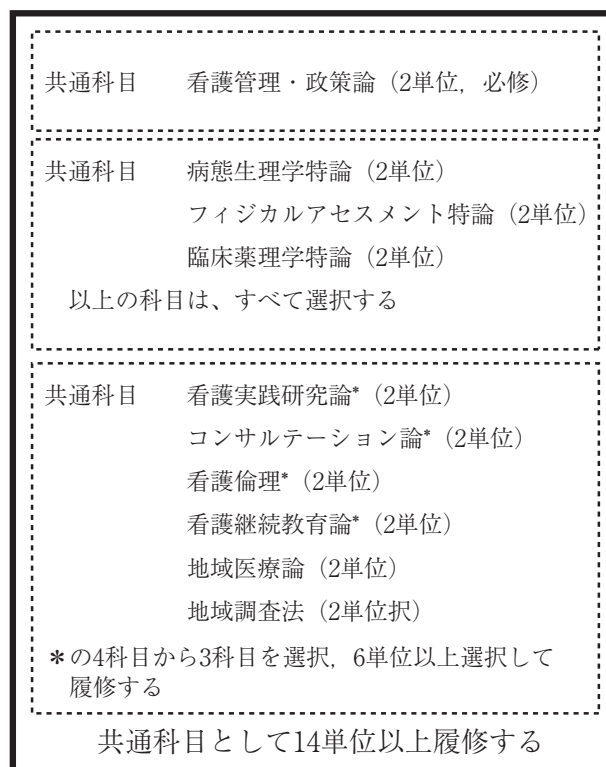 共通科目 看護管理・政策論（2単位，必修）
共通科目 病態生理学特論（2単位）
フィジカルアセスメント特論（2単位）
臨床薬理学特論（2単位）
以上の科目は、すべて選択する
共通科目 看護実践研究論*（2単位）
コンサルテーション論*（2単位）
看護倫理*（2単位）
看護継続教育論*（2単位）
地域医療論（2単位）
地域調査法（2単位択）
＊の4科目から3科目を選択，6単位以上選択して
履修する
共通科目として14単位以上履修する